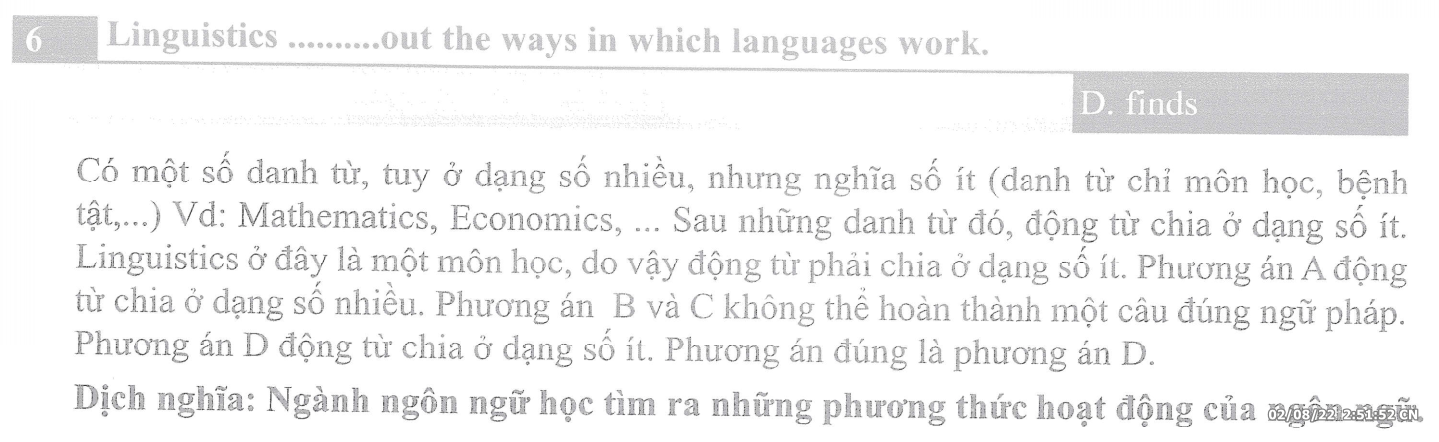 6 Linguistics ..........out the ways in which languages work.
D. finds
Có một số danh từ, tuy ở dạng số nhiều, nhưng nghĩa số ít (danh từ chỉ môn học, bệnh
tật,...) Vd: Mathematics, Economics, ... Sau những danh từ đó, động từ chia ở dạng số ít.
Linguistics ở đây là một môn học, do vậy động từ phải chia ở dạng số ít. Phương án A động
từ chia ở dạng số nhiều. Phương án B và C không thể hoàn thành một câu đúng ngữ pháp.
Phương án D động từ chia ở dạng số ít. Phương án đúng là phương án D.
Dịch nghĩa: Ngành ngôn ngữ học tìm ra những phương thức hoạt động của ngôn ngữ.
02/08/22 2:51:52 CN